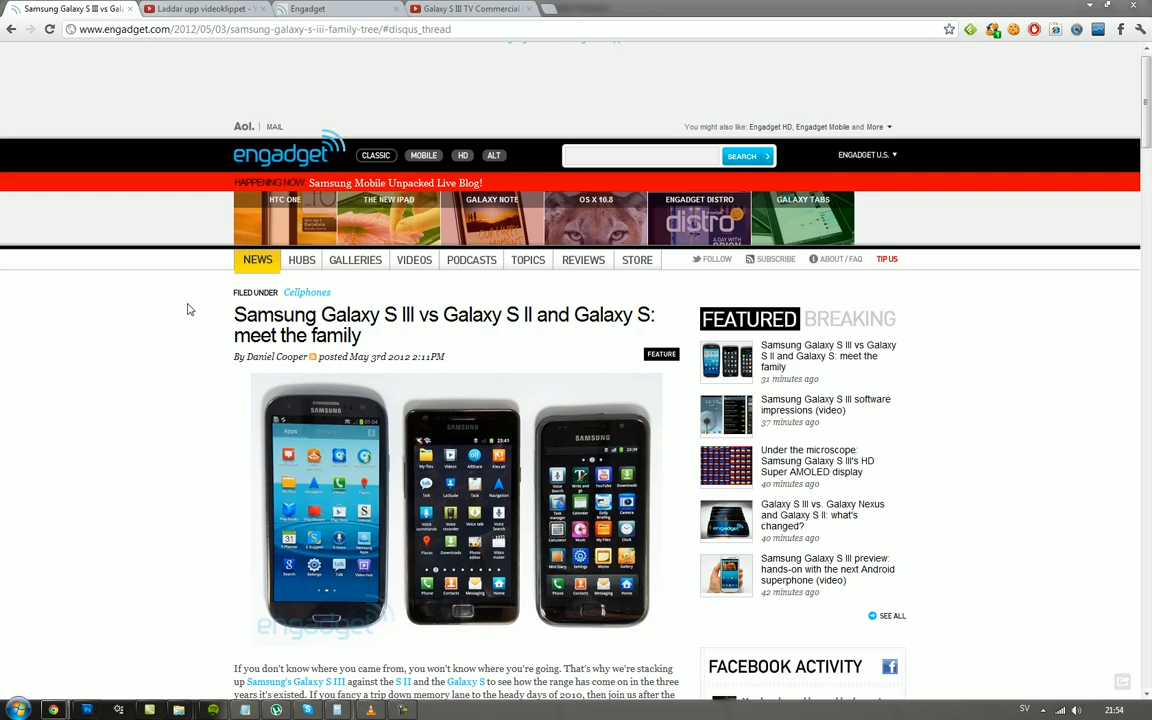 Samsung Galaxy S III vs Gal
Laddar upp videoklippet - Y
Engadget
Galaxy S III TV Commercial
www.engadget.com/2012/05/03/samsung-galaxy-s-iii-family-tree/#disqus_thread
Aol. | MAIL
You might also like: Engadget HD, Engadget Mobile and More
engadget
CLASSIC
MOBILE
HD
ALT
SEARCH
ENGADGET U.S.
HAPPENING NOW: Samsung Mobile Unpacked Live Blog!
HTC ONE
THE NEW IPAD
GALAXY NOTE
OS X 10.8
ENGADGET DISTRO
GALAXY TABS
distro
A DAY WITH
NEWS
HUBS
GALLERIES
VIDEOS
PODCASTS
TOPICS
REVIEWS
STORE
FOLLOW
SUBSCRIBE
ABOUT / FAQ
TIP US
FILED UNDER Cellphones
Samsung Galaxy S III vs Galaxy S II and Galaxy S:
meet the family
By Daniel Cooper posted May 3rd 2012 2:11PM
FEATURE
SAMSUNG
SAMSUNG
SAMSUNG
engadget
If you don't know where you came from, you won't know where you're going. That's why we're stacking
up Samsung's Galaxy S III against the S II and the Galaxy S to see how the range has come on in the three
years it's existed. If you fancy a trip down memory lane to the heady days of 2010, then join us after the
FEATURED BREAKING
Samsung Galaxy S III vs Galaxy
S II and Galaxy S: meet the
family
31 minutes ago
Samsung Galaxy S III software
impressions (video)
37 minutes ago
Under the microscope:
Samsung Galaxy S III's HD
Super AMOLED display
40 minutes ago
Galaxy S III vs. Galaxy Nexus
and Galaxy S II: what's
changed?
40 minutes ago
Samsung Galaxy S III preview:
hands-on with the next Android
superphone (video)
42 minutes ago
SEE ALL
FACEBOOK ACTIVITY
SV
21:54